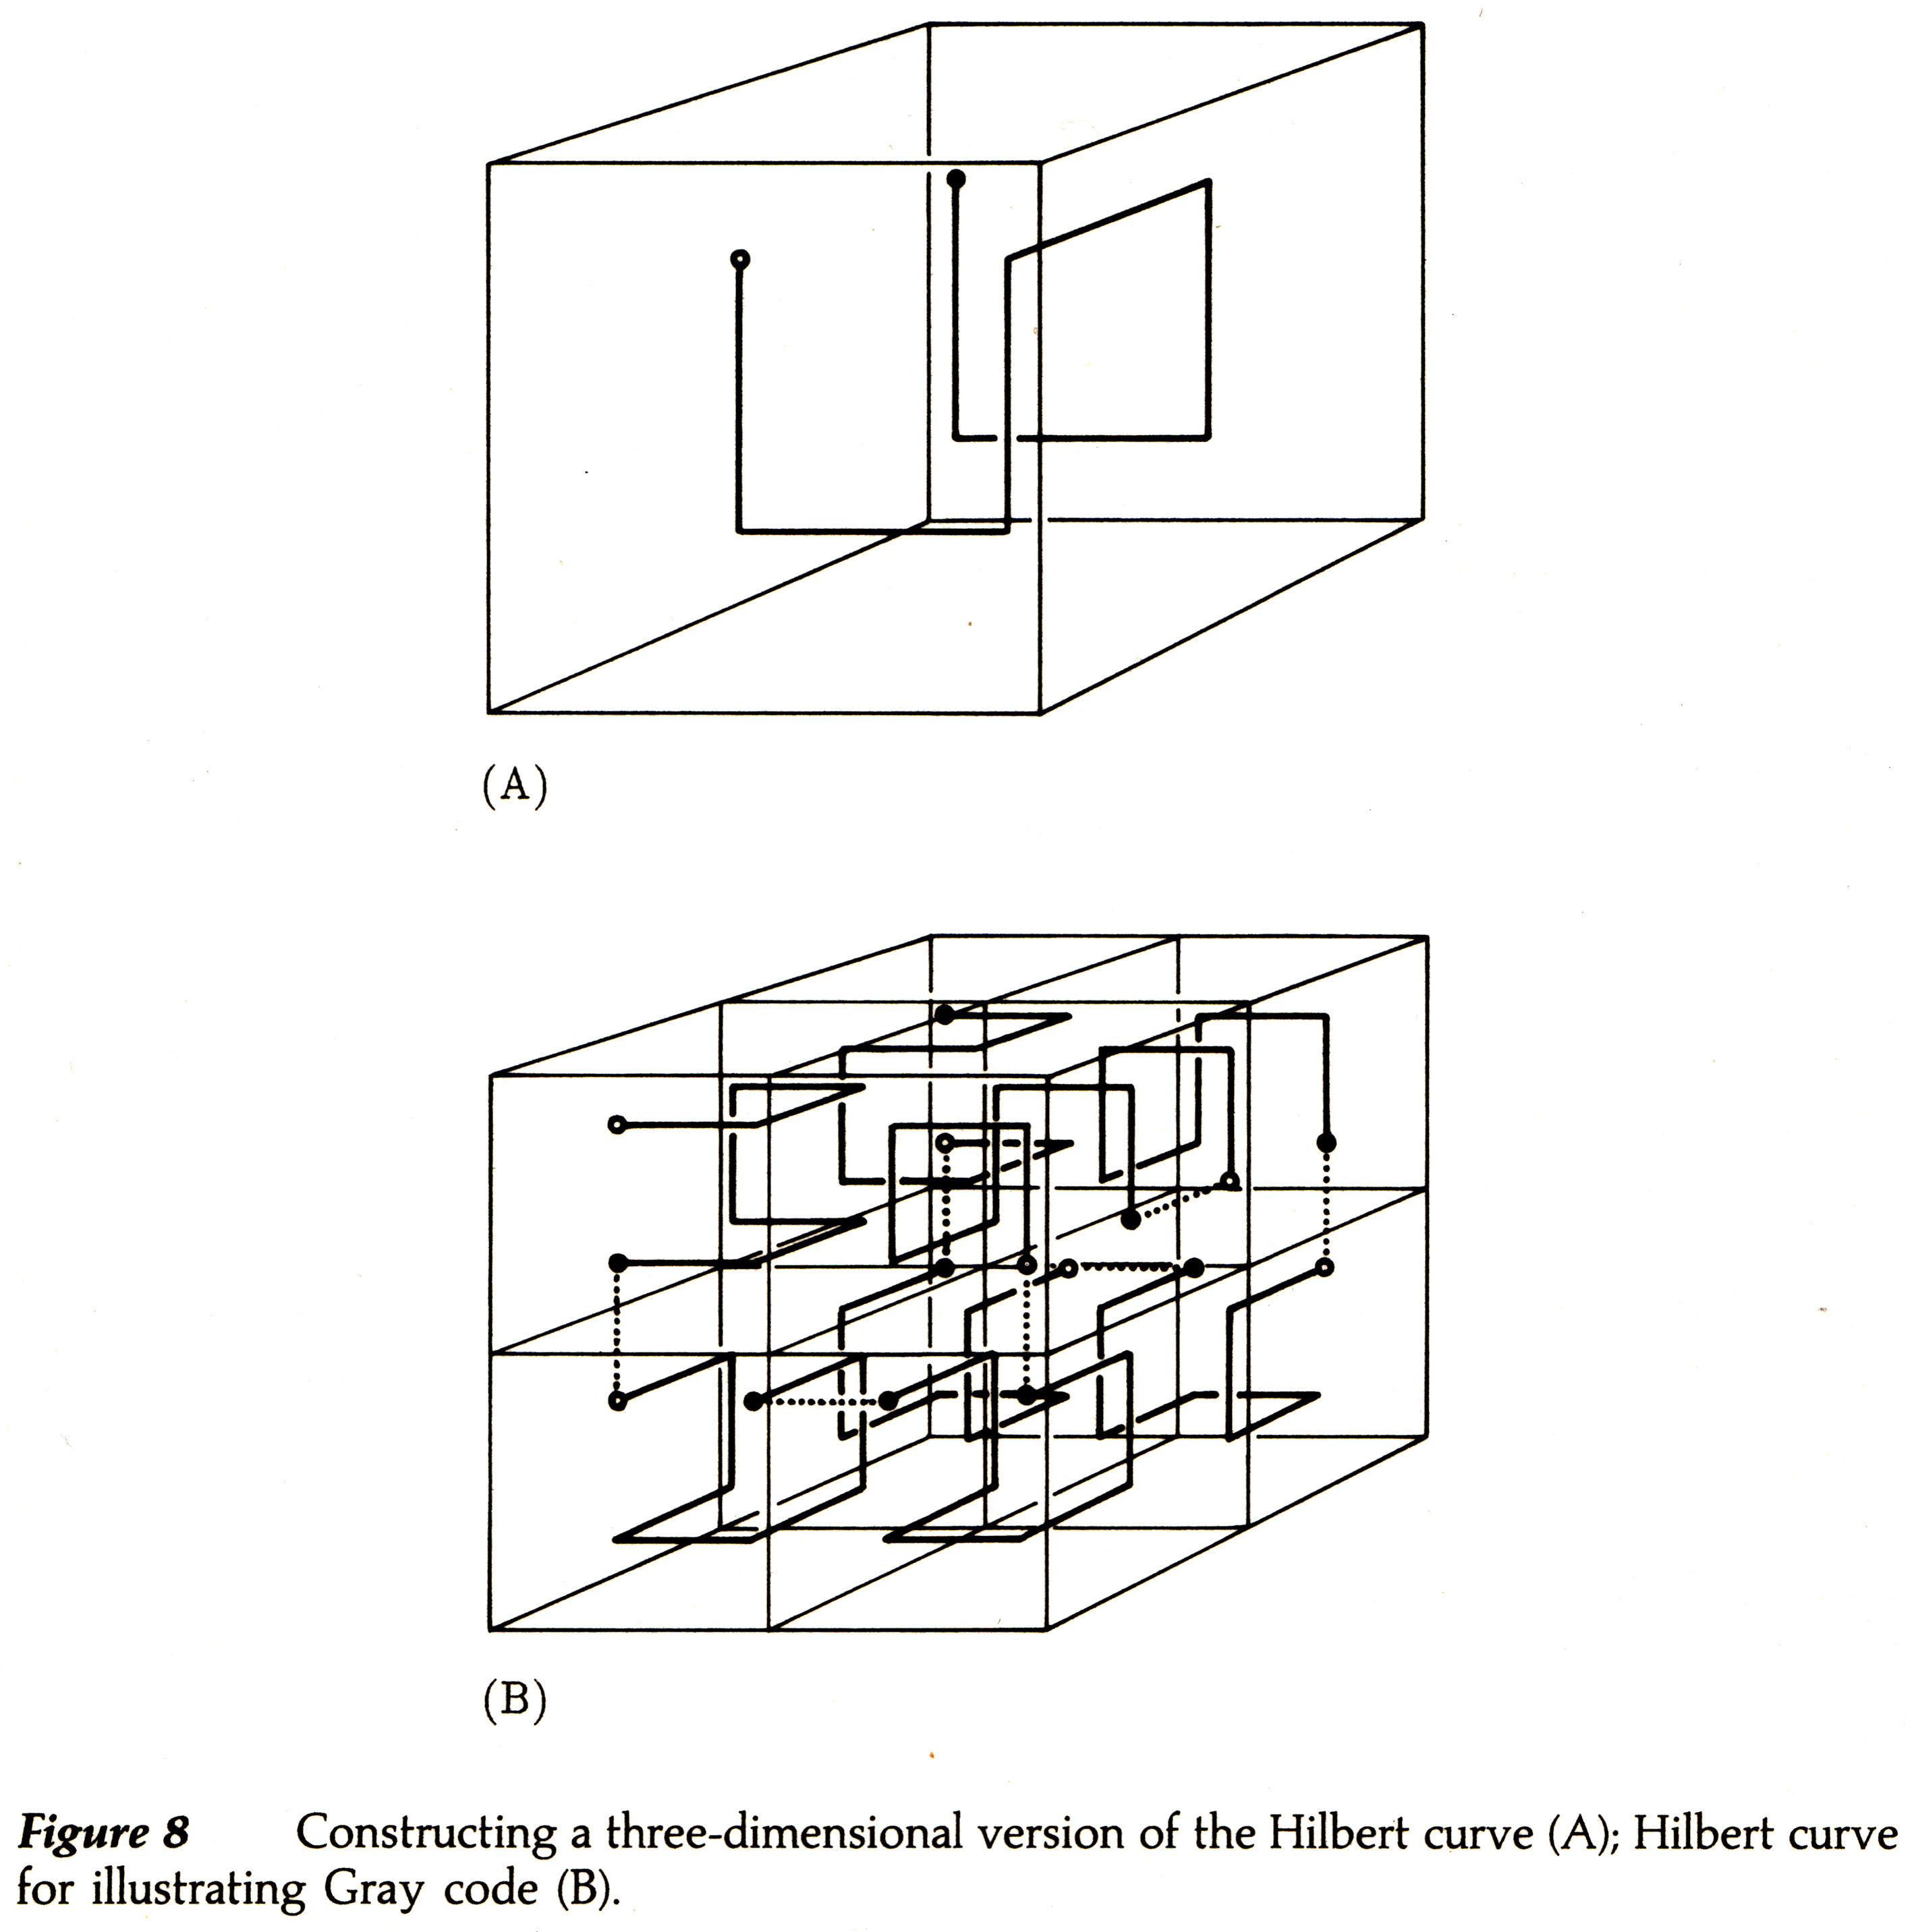 (A)
(B)
Figure 8 Constructing a three-dimensional version of the Hilbert curve (A); Hilbert curve
for illustrating Gray code (B).